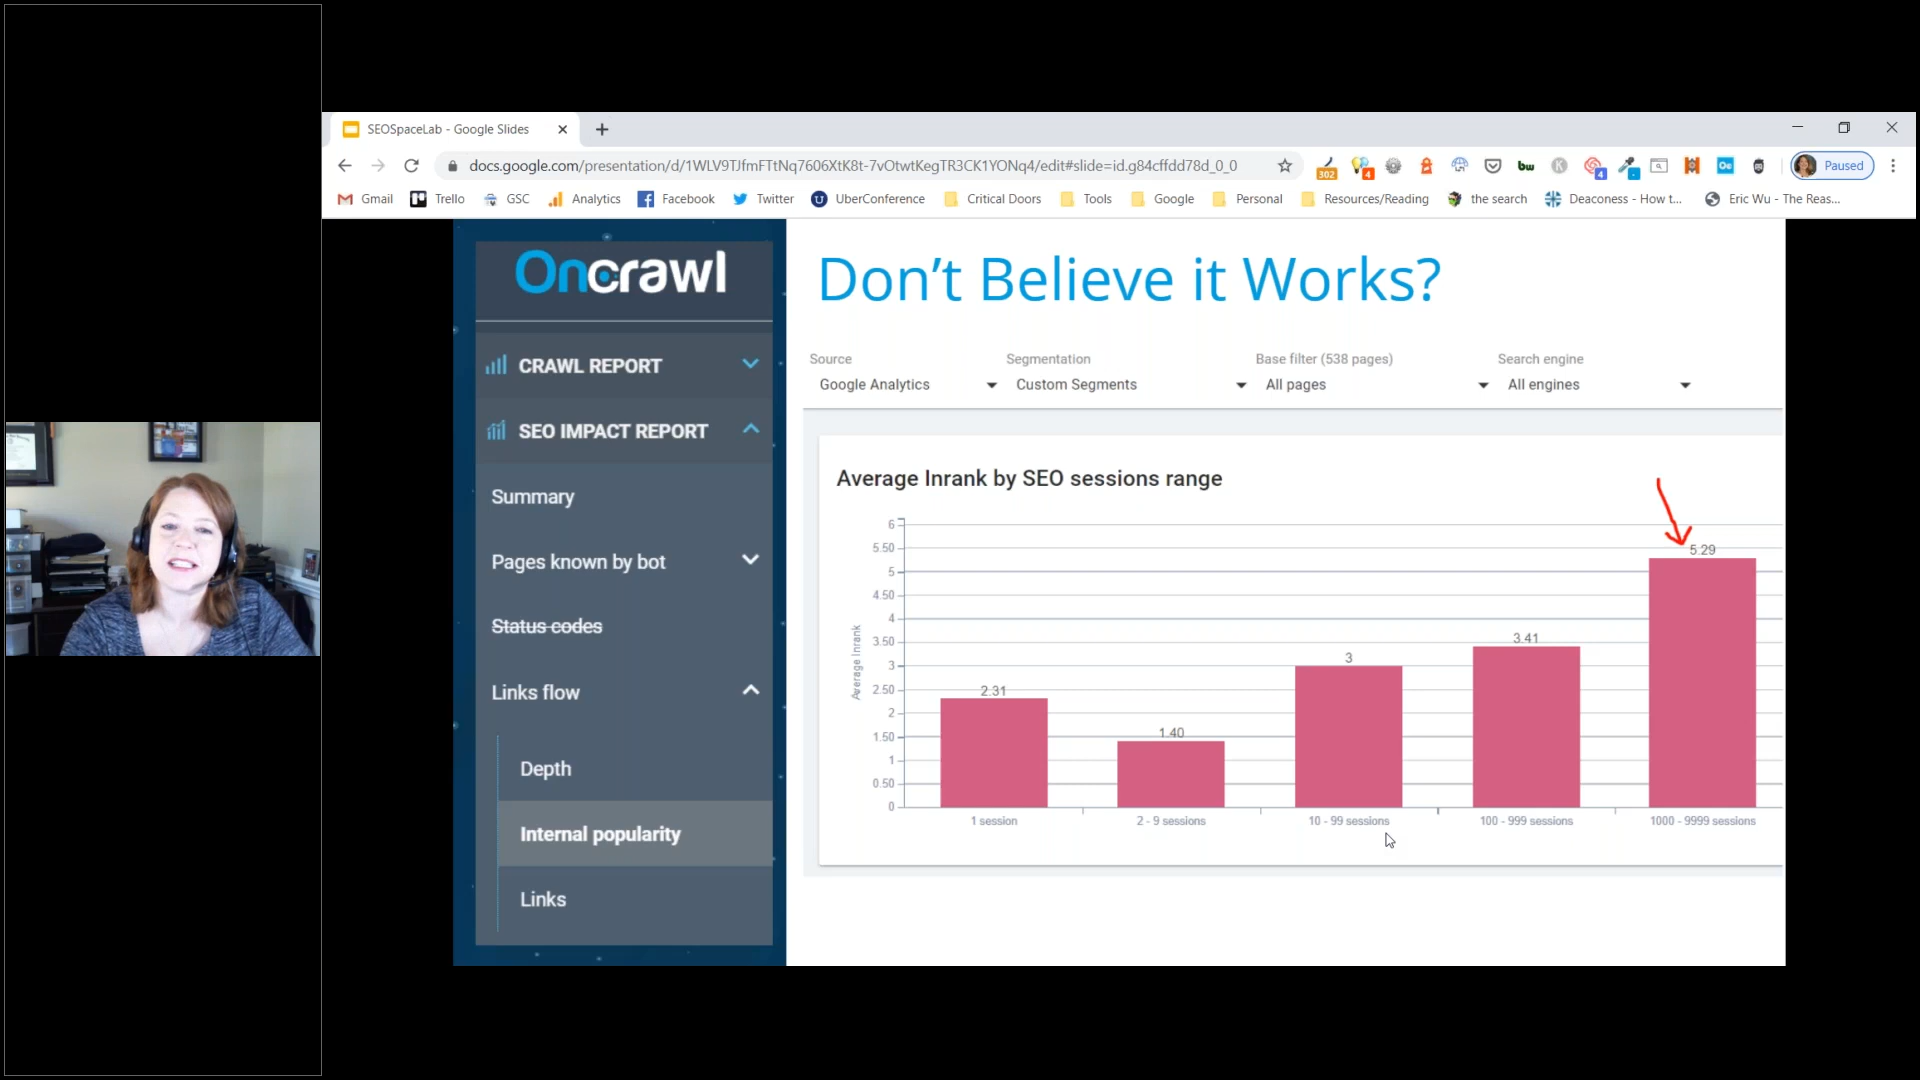 SEOSpaceLab - Google Slides
docs.google.com/presentation/d/1WLV9TJfmFTtNq7606XtK8t-7vOtwtKegTR3CK1YONq4/edit#slide=id.g84cffdd78d_0_0
302
4
bw
K
4
Oc
Paused
Gmail
Trello
GSC
Analytics
Facebook
Twitter
UberConference
Critical Doors
Tools
Google
Personal
Resources/Reading
the search
Deaconess - How t...
Eric Wu - The Reas...
Oncrawl
CRAWL REPORT
SEO IMPACT REPORT
Summary
Pages known by bot
Status codes
Links flow
Depth
Internal popularity
Links
Don't Believe it Works?
Source
Segmentation
Base filter (538 pages)
Search engine
Google Analytics
Custom Segments
All pages
All engines
Average Inrank by SEO sessions range
Average Inrank
6
5.50
5
4.50
4
3.50
3
2.50
2
1.50
1
0.50
0
2.31
1.40
3
3.41
5.29
1 session
2 - 9 sessions
10 - 99 sessions
100 - 999 sessions
1000 - 9999 sessions